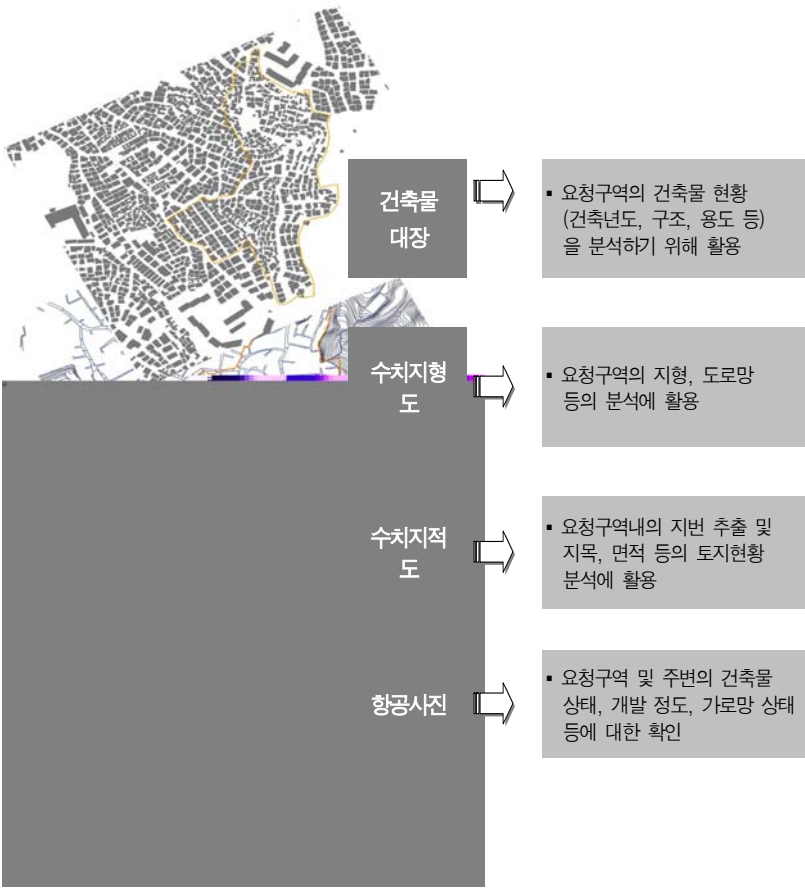 건축물
대장
▪ 요청구역의 건축물 현황
(건축년도, 구조, 용도 등)
을 분석하기 위해 활용
수치지형
도
▪ 요청구역의 지형, 도로망
등의 분석에 활용
수치지적
도
▪ 요청구역내의 지번 추출 및
지목, 면적 등의 토지현황
분석에 활용
항공사진
▪ 요청구역 및 주변의 건축물
상태, 개발 정도, 가로망 상태
등에 대한 확인